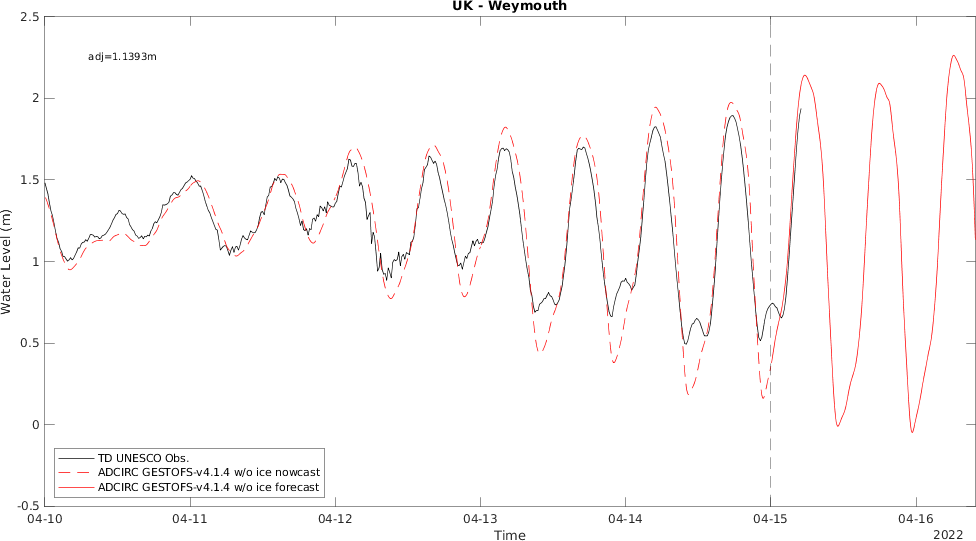 UK - Weymouth
adj=1.1393m
2.5
2
1.5
1
0.5
0
-0.5
Water Level (m)
TD UNESCO Obs.
ADCIRC GESTOFS-v4.1.4 w/o ice nowcast
ADCIRC GESTOFS-v4.1.4 w/o ice forecast
04-10 04-11 04-12 04-13 04-14 04-15 04-16
Time
2022